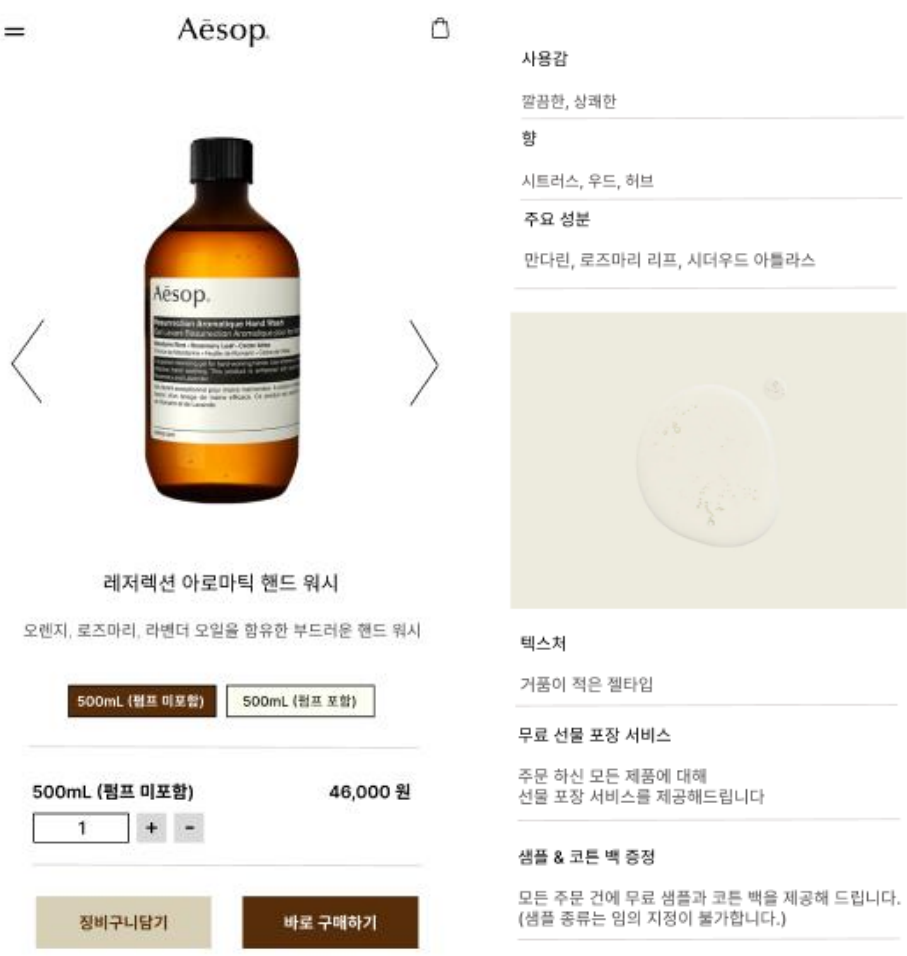 Aēsop.
Aēsop.
Resurrection Aromatique Hand Wash
레저렉션 아로마틱 핸드 워시
오렌지, 로즈마리, 라벤더 오일을 함유한 부드러운 핸드 워시
500mL (펌프 미포함)
500mL (펌프 포함)
500mL (펌프 미포함)
46,000 원
1
+
-
징비구니담기
바로 구매하기
사용감
깔끔한, 상쾌한
향
시트러스, 우드, 허브
주요 성분
만다린, 로즈마리 리프, 시더우드 아틀라스
텍스처
거품이 적은 젤타입
무료 선물 포장 서비스
주문 하신 모든 제품에 대해
선물 포장 서비스를 제공해드립니다
샘플 & 코튼 백 증정
모든 주문 건에 무료 샘플과 코튼 백을 제공해 드립니다.
(샘플 종류는 임의 지정이 불가합니다.)